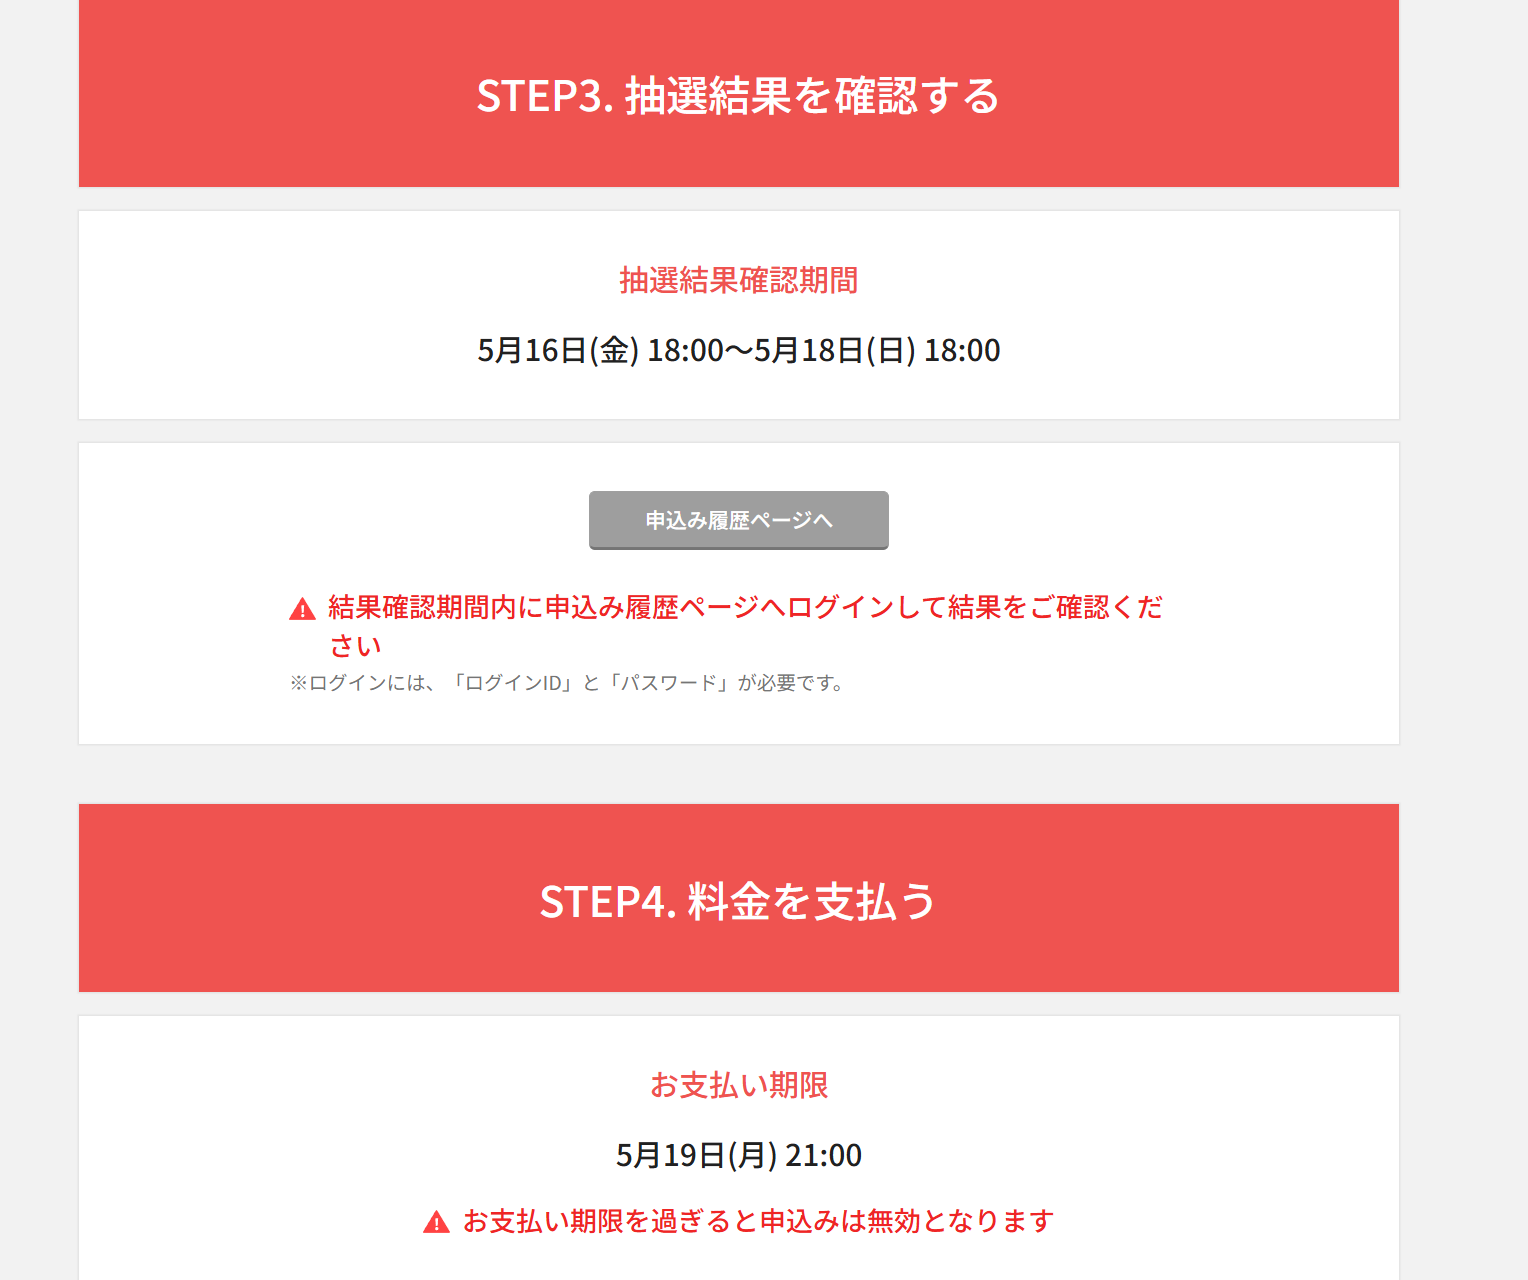 STEP3. 抽選結果を確認する
抽選結果確認期間
5月16日(金) 18:00〜5月18日(日) 18:00
申込み履歴ページへ
結果確認期間内に申込み履歴ページへログインして結果をご確認くだ
さい
※ログインには、「ログインID」と「パスワード」が必要です。
STEP4. 料金を支払う
お支払い期限
5月19日(月) 21:00
お支払い期限を過ぎると申込みは無効となります